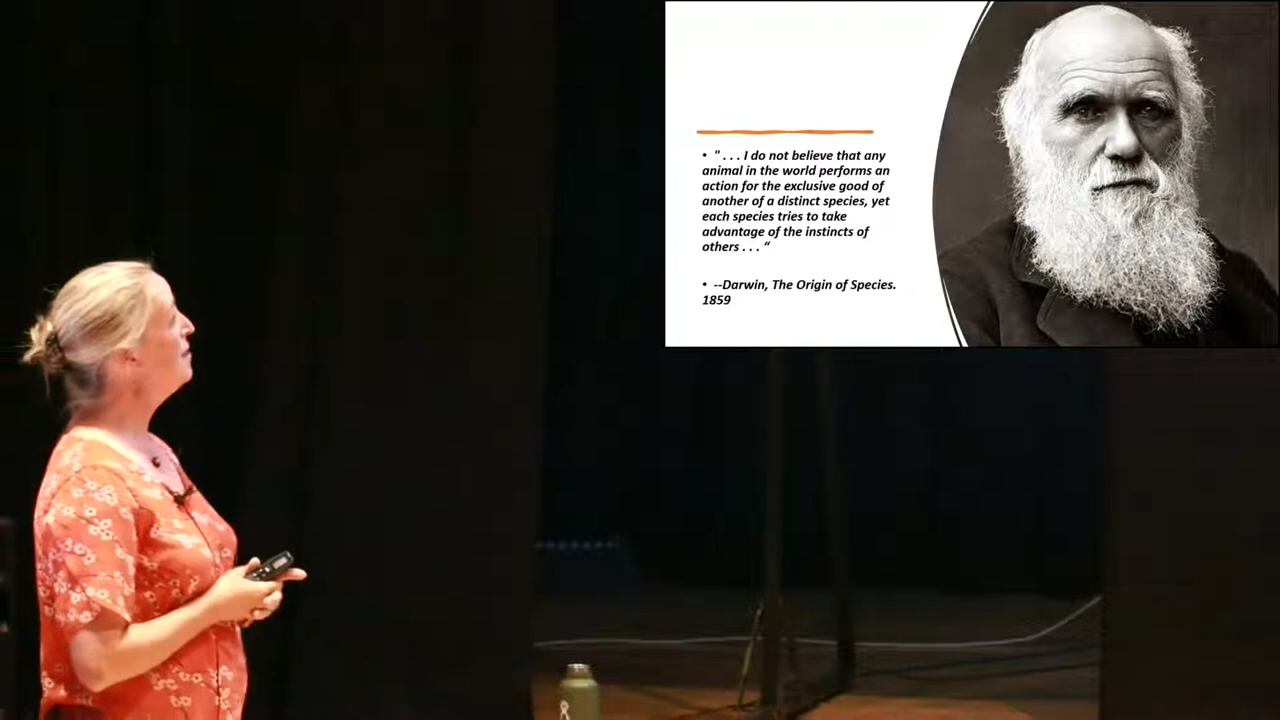 • " . . . I do not believe that any
animal in the world performs an
action for the exclusive good of
another of a distinct species, yet
each species tries to take
advantage of the instincts of
others . . . “
• --Darwin, The Origin of Species.
1859